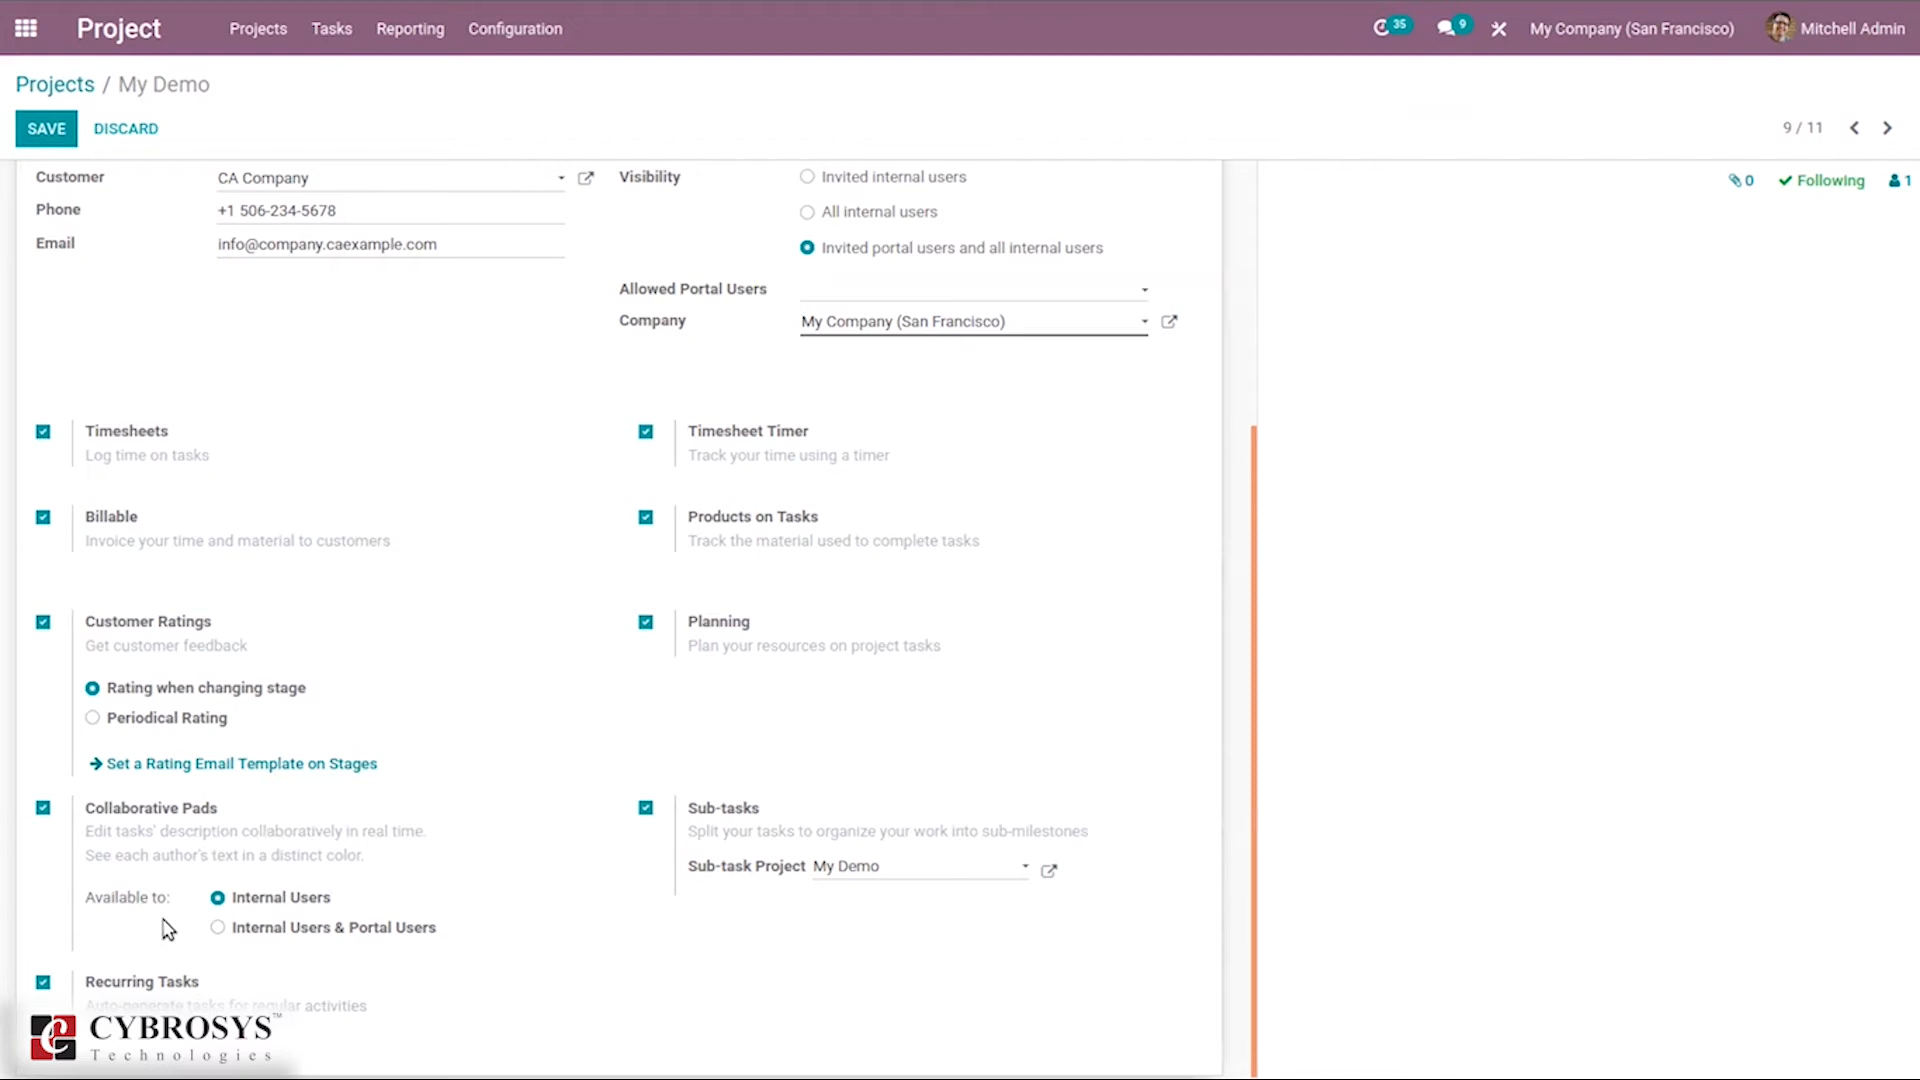 Project Projects Tasks Reporting Configuration 35 9 My Company (San Francisco) Mitchell Admin
Projects / My Demo
SAVE DISCARD 9 / 11
Customer CA Company
Phone +1 506-234-5678
Email info@company.caexample.com
Visibility Invited internal users
All internal users
Invited portal users and all internal users
Allowed Portal Users
Company My Company (San Francisco)
0 Following 1
Timesheets
Log time on tasks
Timesheet Timer
Track your time using a timer
Billable
Invoice your time and material to customers
Products on Tasks
Track the material used to complete tasks
Customer Ratings
Get customer feedback
Rating when changing stage
Periodical Rating
Set a Rating Email Template on Stages
Planning
Plan your resources on project tasks
Collaborative Pads
Edit tasks' description collaboratively in real time.
See each author's text in a distinct color.
Available to: Internal Users
Internal Users & Portal Users
Sub-tasks
Split your tasks to organize your work into sub-milestones
Sub-task Project My Demo
Recurring Tasks
Auto-generate tasks for regular activities
CYBROSYS™
Technologies